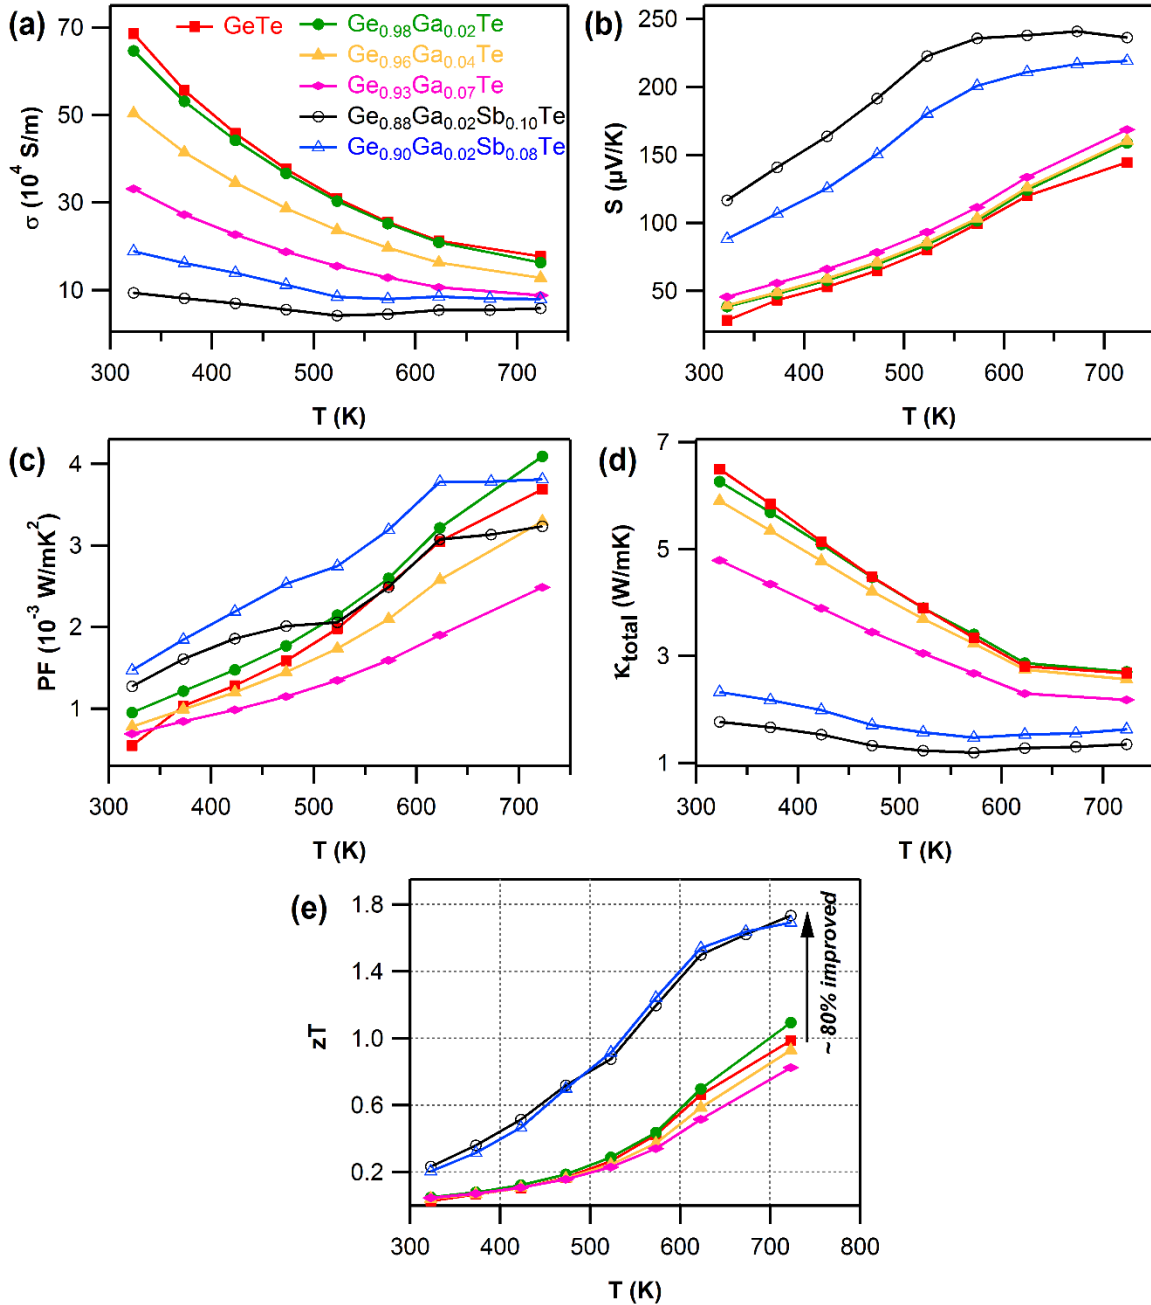 (a)
GeTe
Ge0.98Ga0.02Te
Ge0.96Ga0.04Te
Ge0.93Ga0.07Te
Ge0.88Ga0.02Sb0.10Te
Ge0.90Ga0.02Sb0.08Te
70
50
30
10
σ (10⁴ S/m)
300 400 500 600 700
T (K)
(b)
250
200
150
100
50
S (µV/K)
300 400 500 600 700
T (K)
(c)
4
3
2
1
PF (10⁻³ W/mK²)
300 400 500 600 700
T (K)
(d)
7
5
3
1
κtotal (W/mK)
300 400 500 600 700
T (K)
(e)
1.8
1.4
1.0
0.6
0.2
zT
~ 80% improved
300 400 500 600 700 800
T (K)